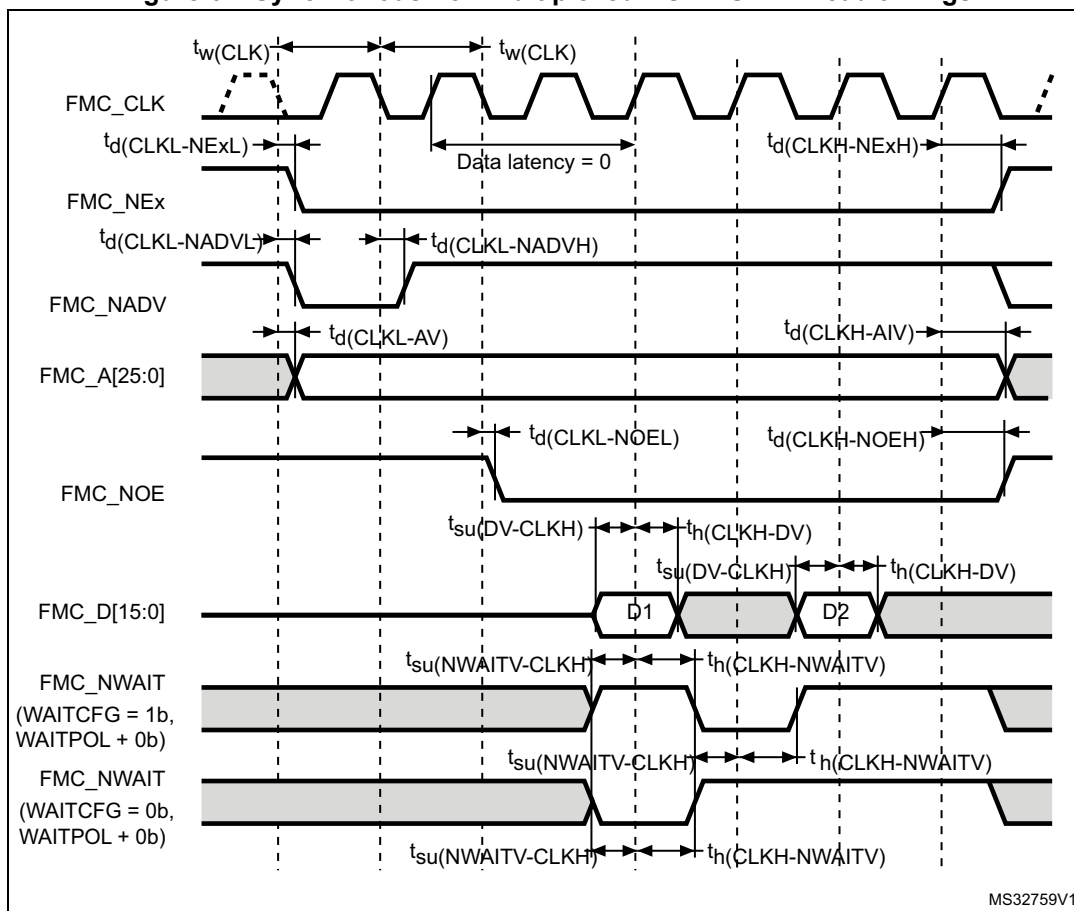 tw(CLK) tw(CLK)
FMC_CLK
td(CLKL-NExL) td(CLKH-NExH)
Data latency = 0
FMC_NEx
td(CLKL-NADVL) td(CLKL-NADVH)
FMC_NADV
td(CLKL-AV) td(CLKH-AIV)
FMC_A[25:0]
td(CLKL-NOEL) td(CLKH-NOEH)
FMC_NOE
tsu(DV-CLKH) th(CLKH-DV)
tsu(DV-CLKH) th(CLKH-DV)
FMC_D[15:0] D1 D2
tsu(NWAITV-CLKH) th(CLKH-NWAITV)
FMC_NWAIT
(WAITCFG = 1b,
WAITPOL + 0b)
tsu(NWAITV-CLKH) th(CLKH-NWAITV)
FMC_NWAIT
(WAITCFG = 0b,
WAITPOL + 0b)
tsu(NWAITV-CLKH) th(CLKH-NWAITV)
MS32759V1